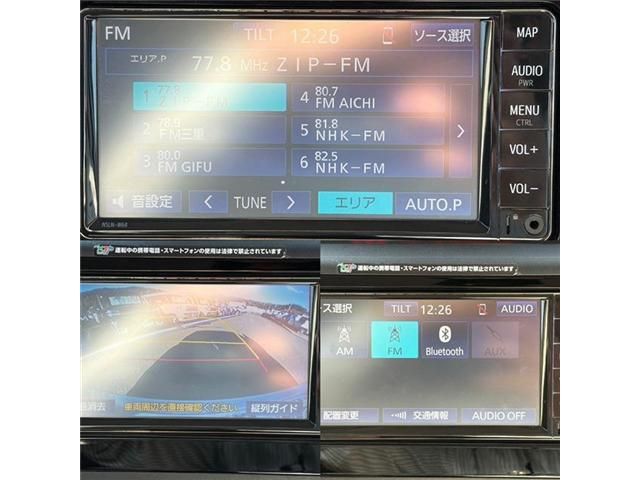 FM TILT 12:26 ソース選択
エリア.P 77.8 MHz ZIP-FM
1 77.8 ZIP-FM
4 80.7 FM AICHI
2 78.9 FM三重
5 81.8 NHK-FM
3 80.0 FM GIFU
6 82.5 NHK-FM
音設定 < TUNE > エリア AUTO.P
MAP
AUDIO
PWR
MENU
CTRL
VOL+
VOL-
NSLN-W68
運転中の携帯電話・スマートフォンの使用は法律で禁止されています
消去 車両周辺を直接確認ください 縦列ガイド
運転中の携帯電話・スマートフォンの使用は法律で禁止されています
ース選択 TILT 12:26 AUDIO
AM FM Bluetooth AUX
配置変更 交通情報 AUDIO OFF